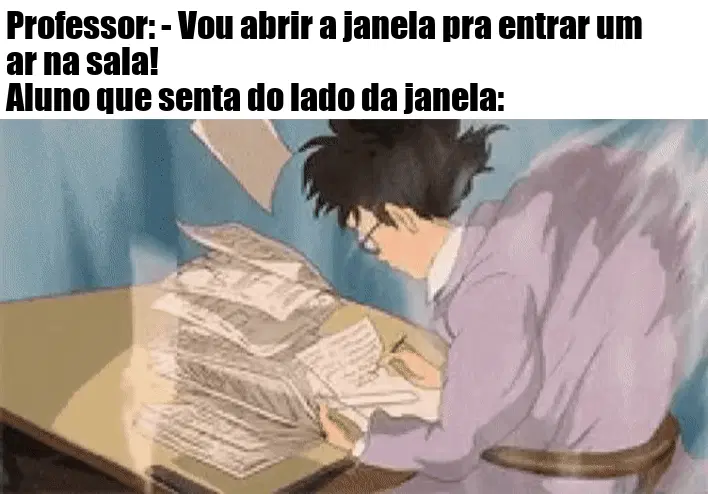 Professor: - Vou abrir a janela pra entrar um
ar na sala!
Aluno que senta do lado da janela: